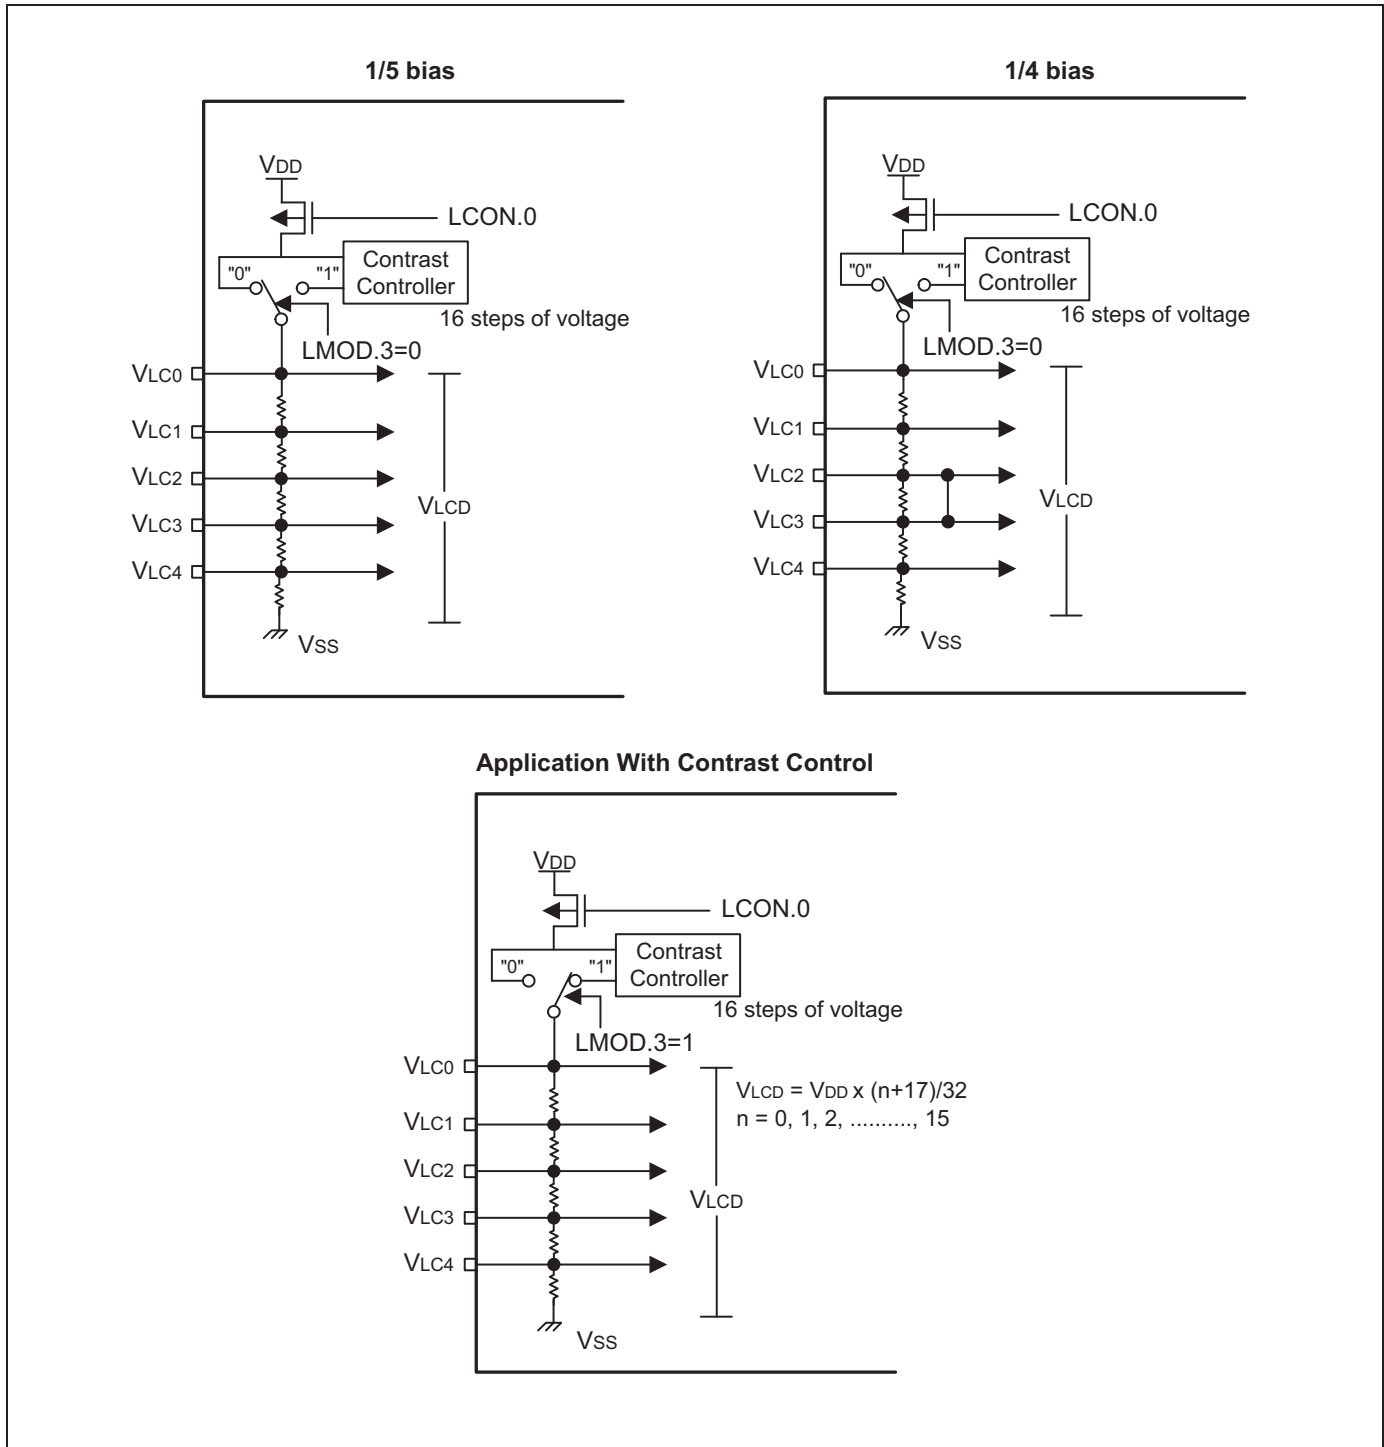 1/5 bias
VDD
LCON.0
Contrast
Controller
"0"
"1"
16 steps of voltage
LMOD.3=0
VLC0
VLC1
VLC2
VLC3
VLC4
VLCD
VSS
1/4 bias
VDD
LCON.0
Contrast
Controller
"0"
"1"
16 steps of voltage
LMOD.3=0
VLC0
VLC1
VLC2
VLC3
VLC4
VLCD
VSS
Application With Contrast Control
VDD
LCON.0
Contrast
Controller
"0"
"1"
16 steps of voltage
LMOD.3=1
VLC0
VLC1
VLC2
VLC3
VLC4
VLCD = VDD x (n+17)/32
n = 0, 1, 2, .........., 15
VLCD
VSS